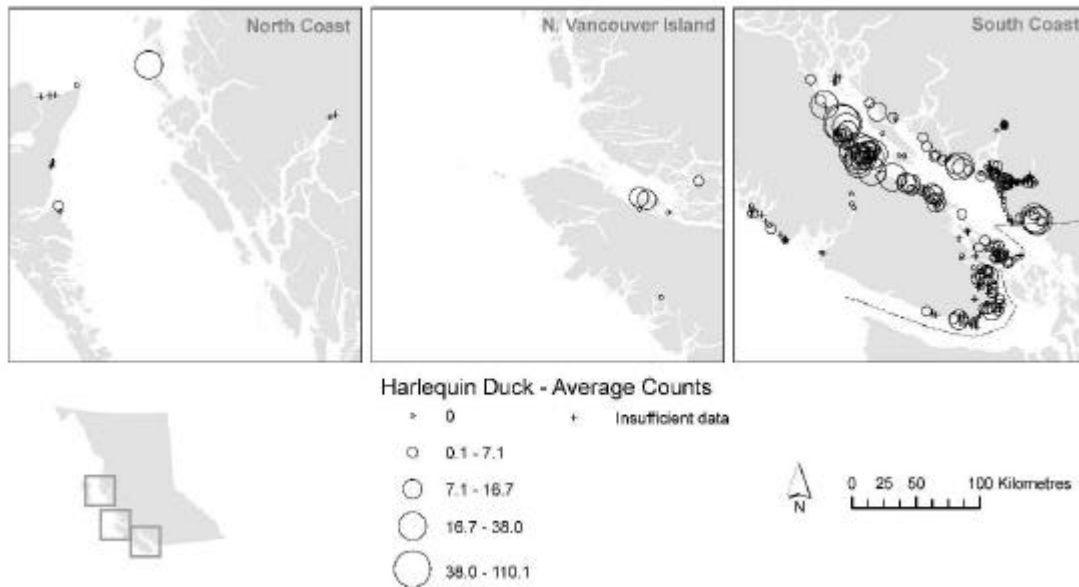 North Coast
N. Vancouver Island
South Coast
Harlequin Duck - Average Counts
0
Insufficient data
0.1 - 7.1
7.1 - 16.7
16.7 - 38.0
38.0 - 110.1
N
0 25 50 100 Kilometres